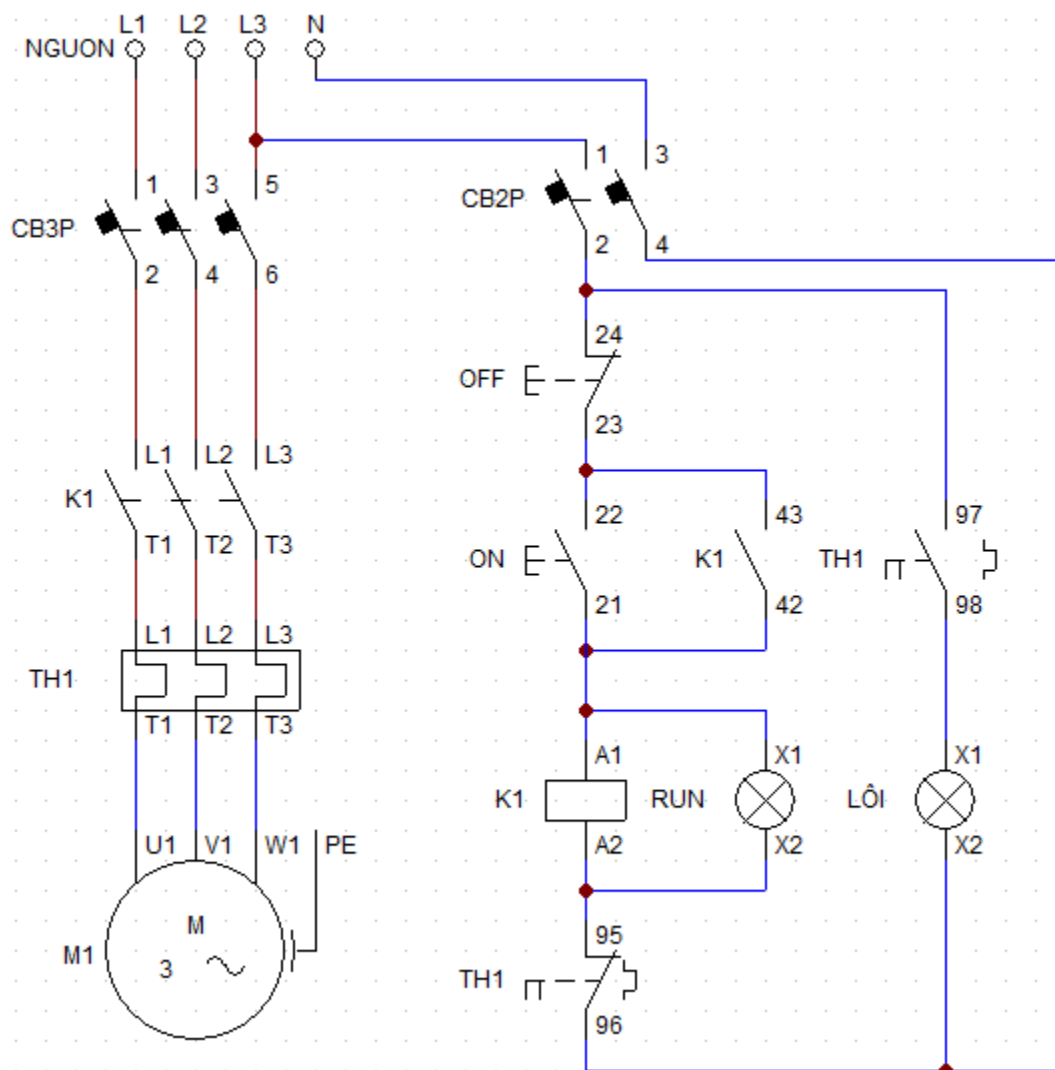 L1 L2 L3 N
NGUON
1 3 5 1 3
CB3P CB2P
2 4 6 2 4
24
OFF
23
L1 L2 L3
K1
T1 T2 T3
22 43 97
ON K1 TH1
21 42 98
L1 L2 L3
TH1
T1 T2 T3
A1 X1 X1
K1 RUN LÔI
A2 X2 X2
U1 V1 W1 PE
M
M1 3
95
TH1
96